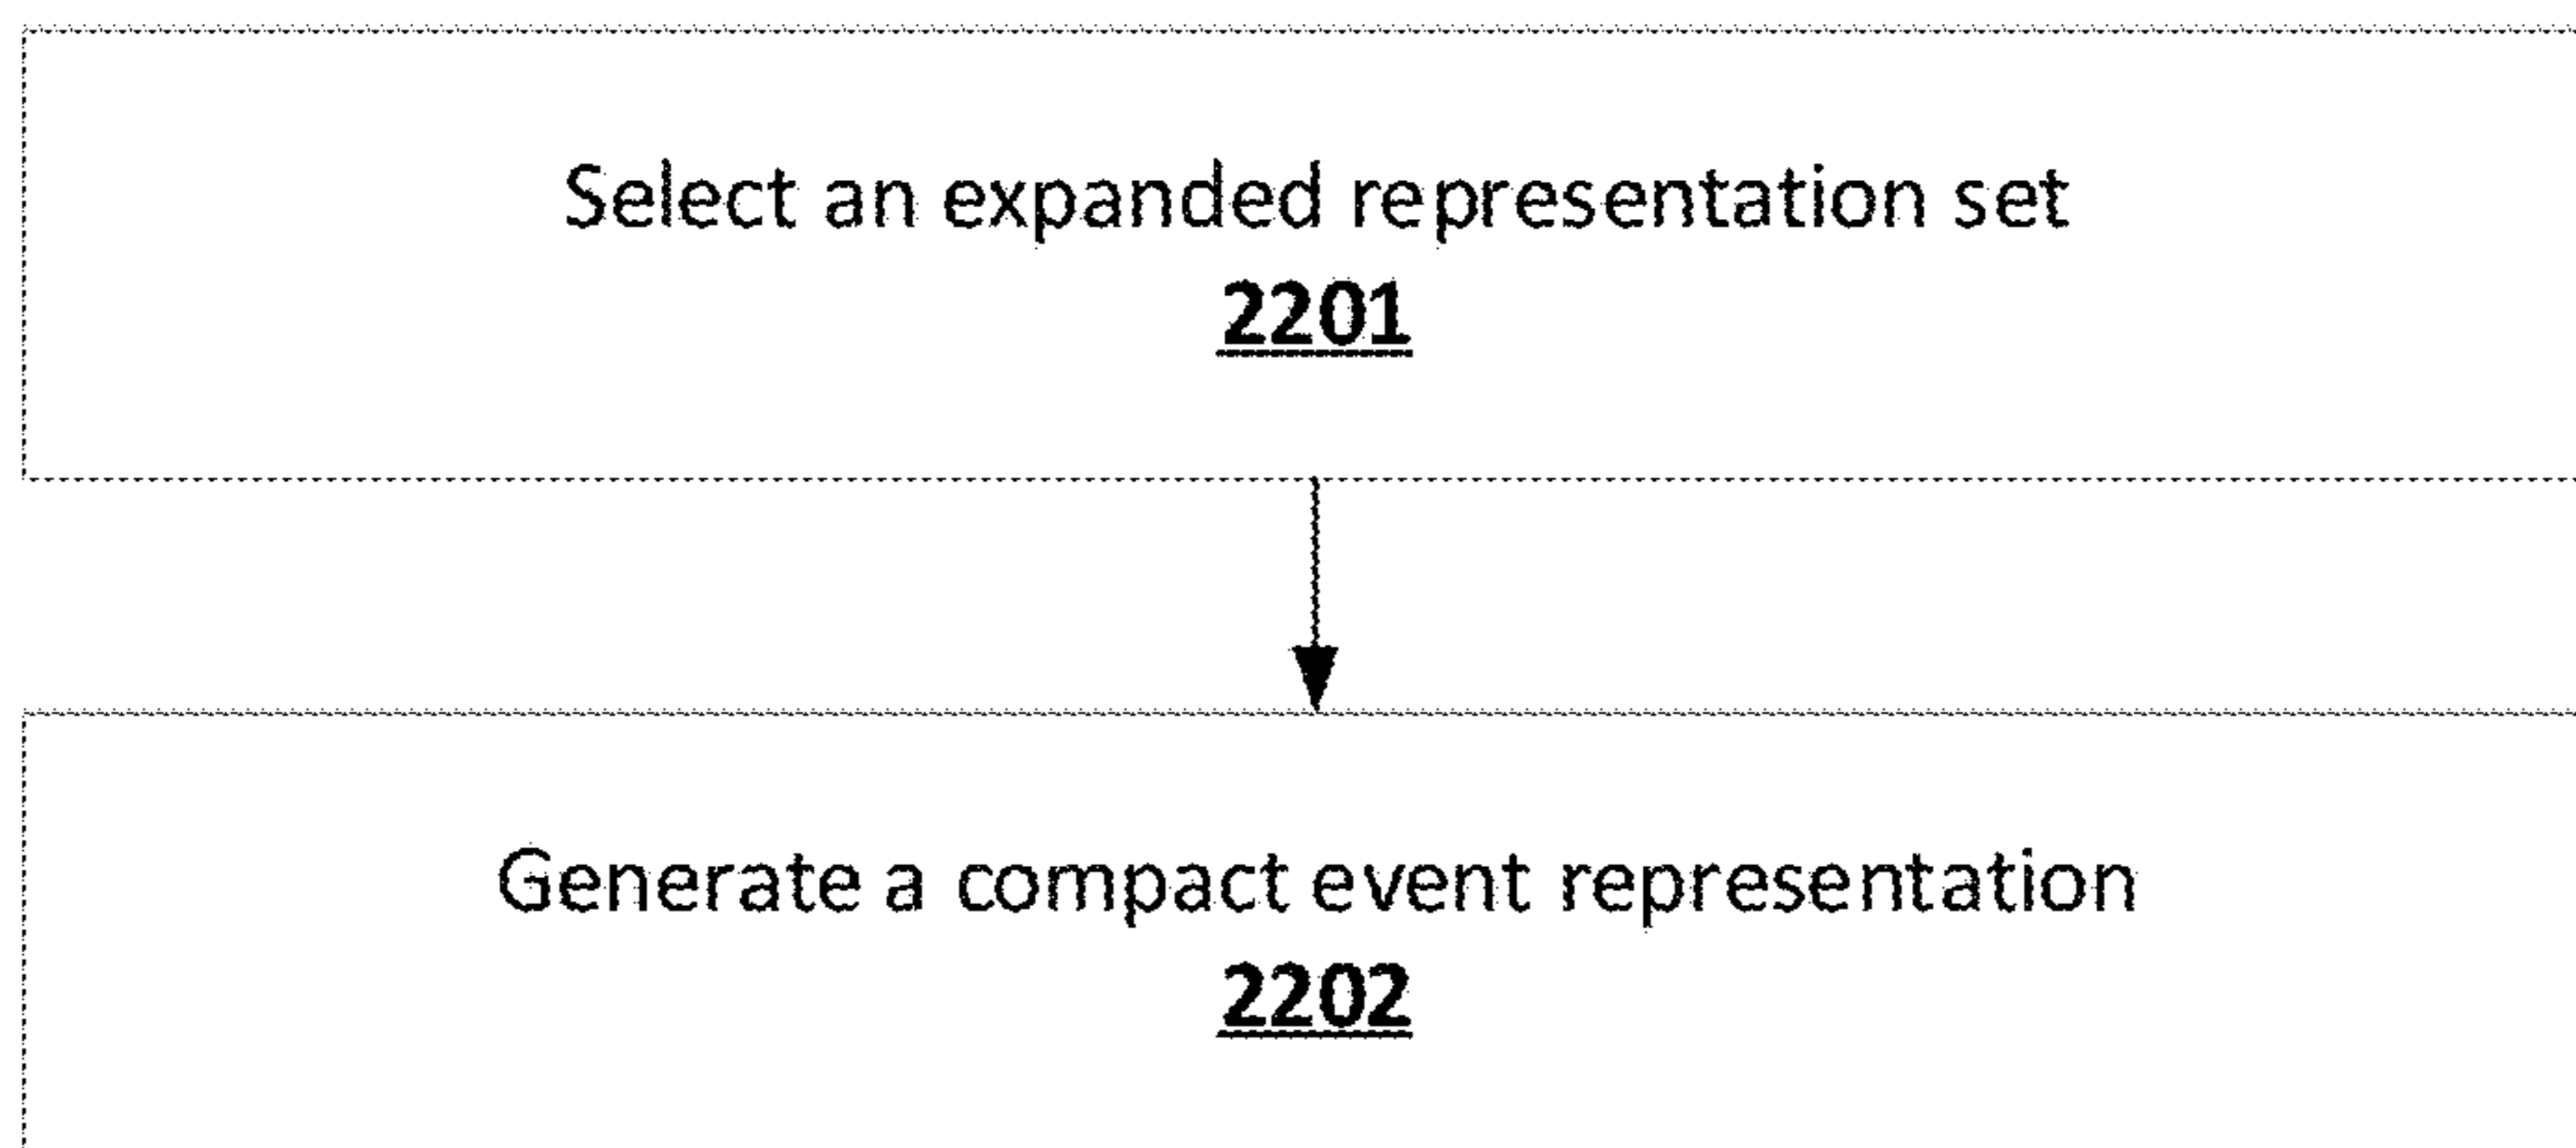 Select an expanded representation set
2201
Generate a compact event representation
2202